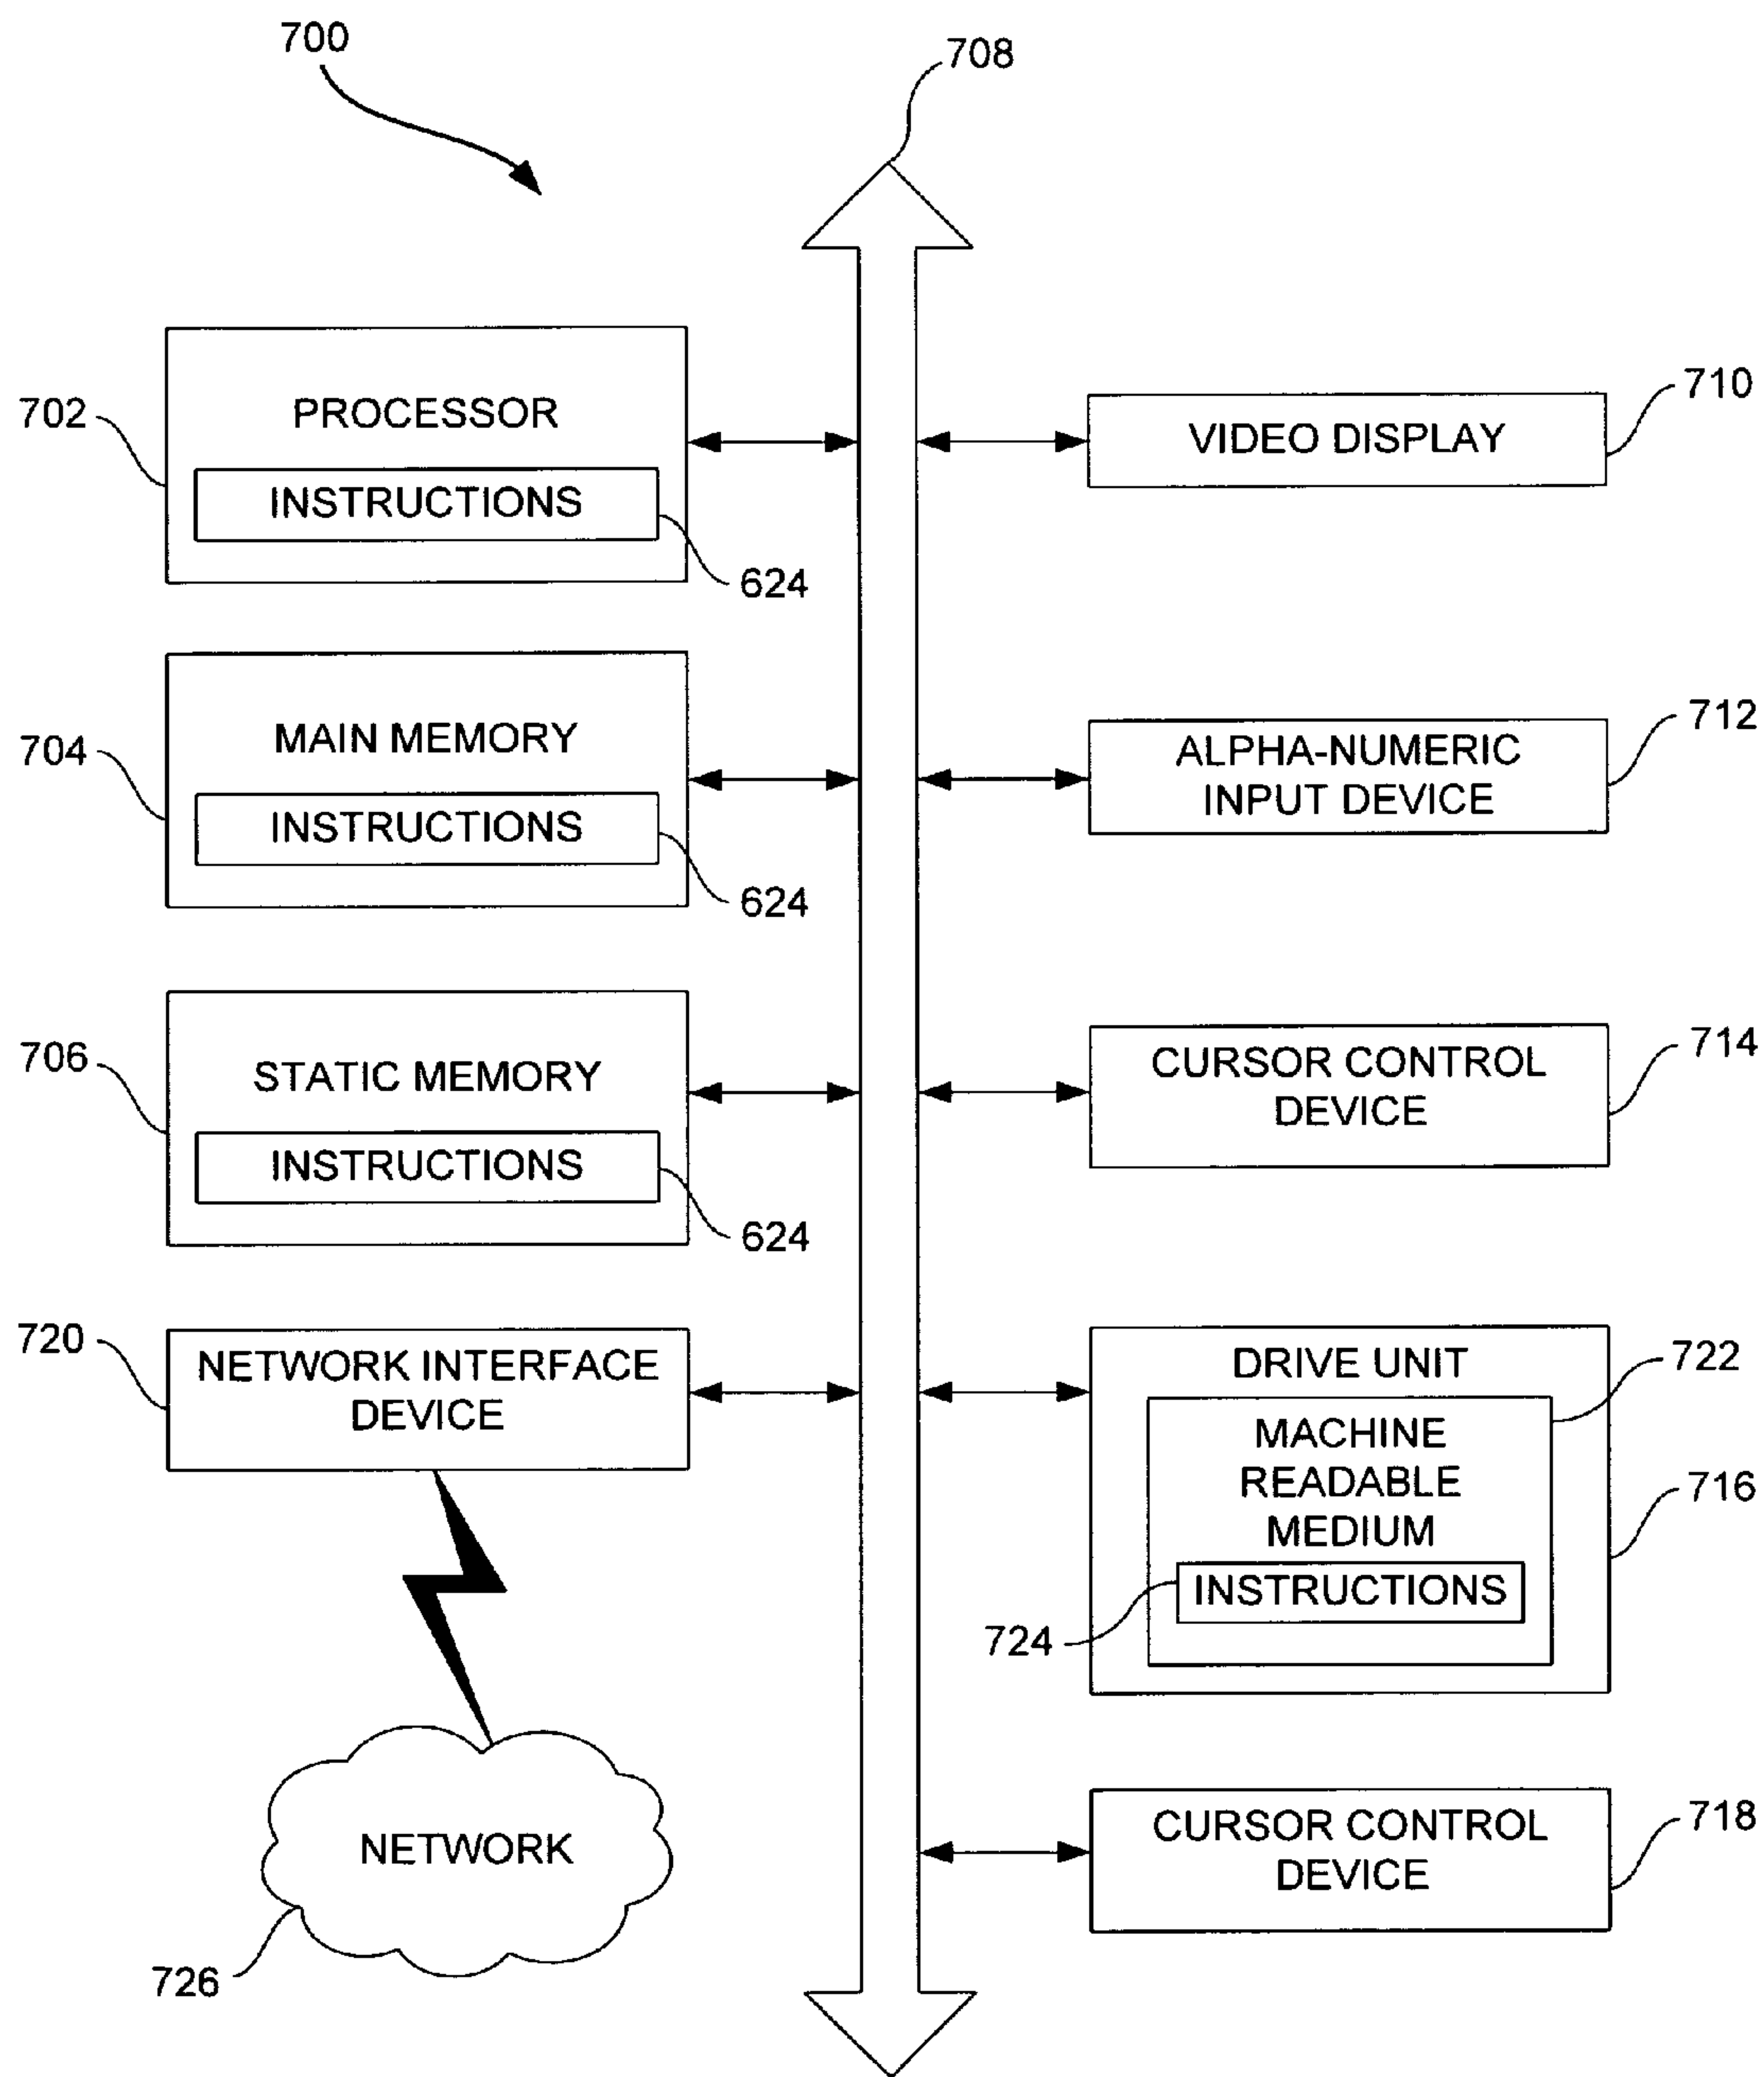 700
708
702
PROCESSOR
INSTRUCTIONS
624
704
MAIN MEMORY
INSTRUCTIONS
624
706
STATIC MEMORY
INSTRUCTIONS
624
720
NETWORK INTERFACE
DEVICE
NETWORK
726
710
VIDEO DISPLAY
712
ALPHA-NUMERIC
INPUT DEVICE
714
CURSOR CONTROL
DEVICE
DRIVE UNIT
722
MACHINE
READABLE
MEDIUM
716
INSTRUCTIONS
724
718
CURSOR CONTROL
DEVICE